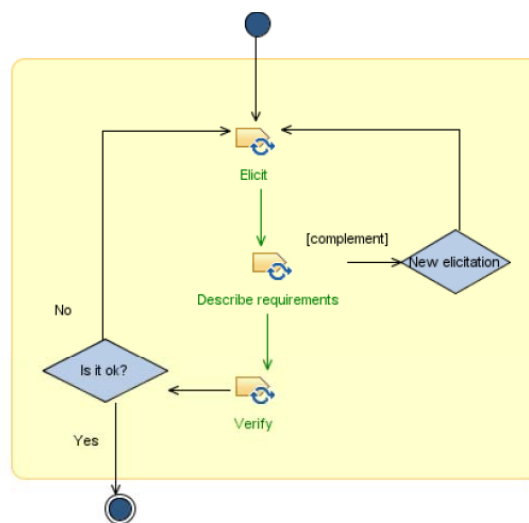 Elicit
[complement]
New elicitation
Describe requirements
No
Is it ok?
Verify
Yes